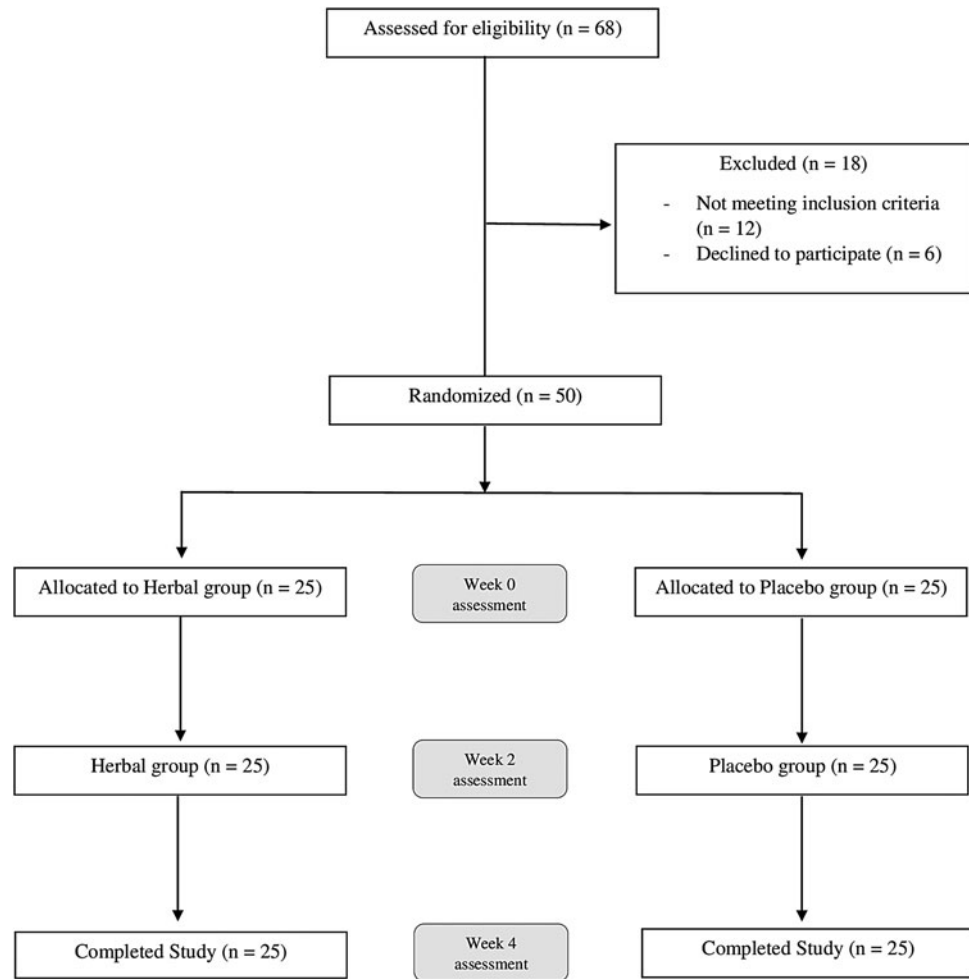 Assessed for eligibility (n = 68)
Excluded (n = 18)
- Not meeting inclusion criteria
(n = 12)
- Declined to participate (n = 6)
Randomized (n = 50)
Allocated to Herbal group (n = 25)
Week 0
assessment
Allocated to Placebo group (n = 25)
Herbal group (n = 25)
Week 2
assessment
Placebo group (n = 25)
Completed Study (n = 25)
Week 4
assessment
Completed Study (n = 25)